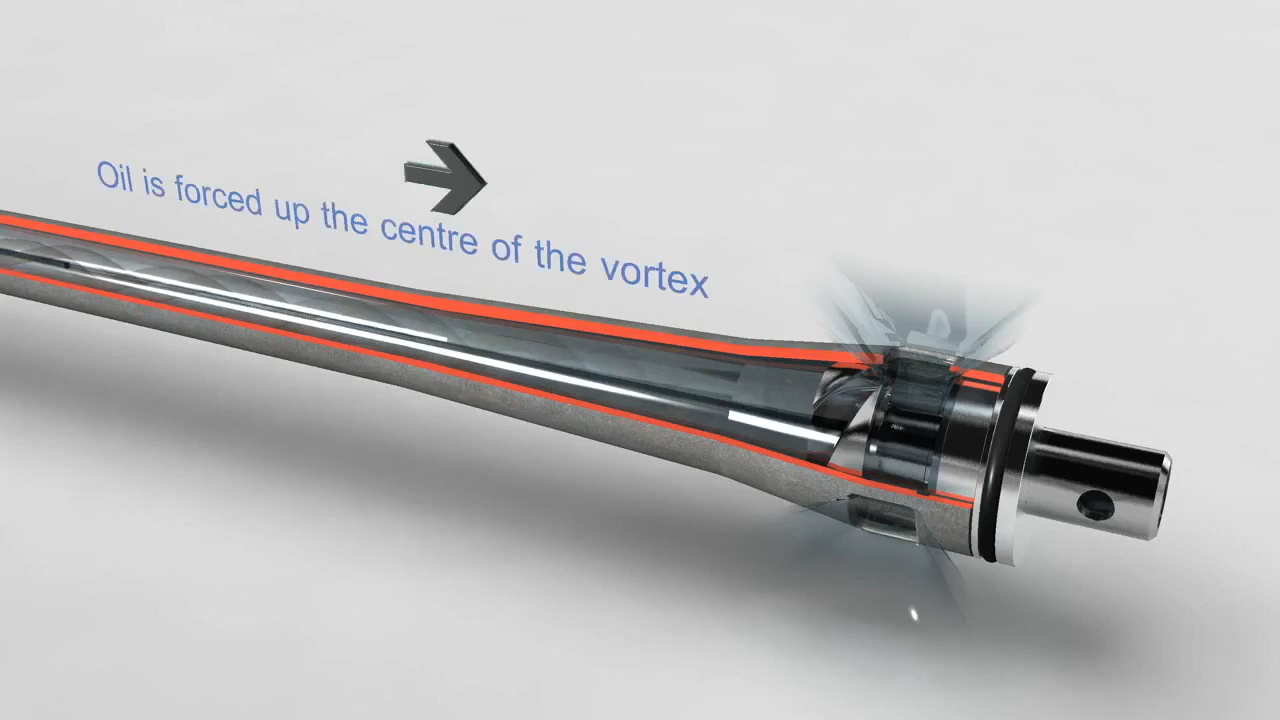 Oil is forced up the centre of the vortex